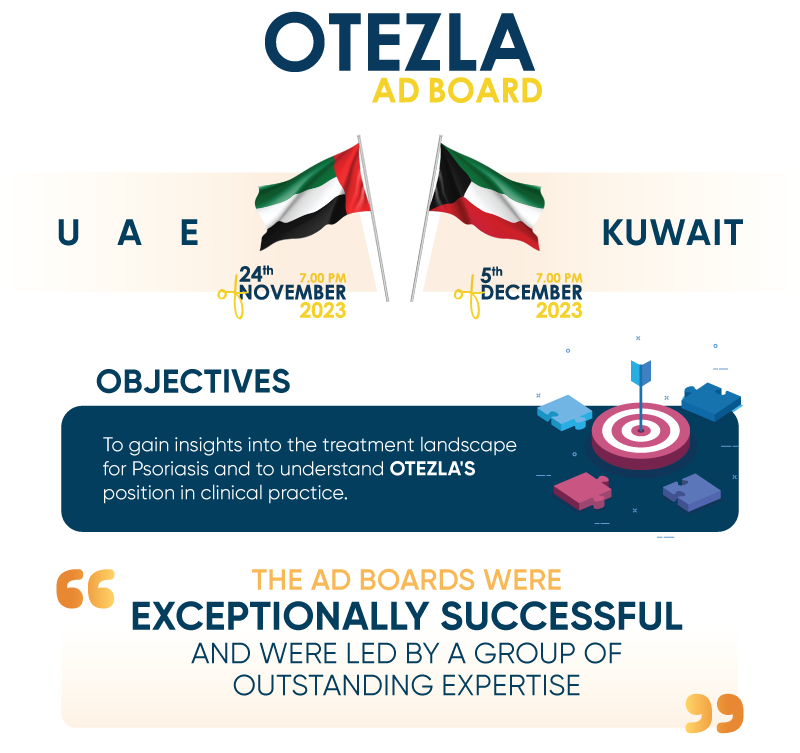 OTEZLA
AD BOARD
U A E
KUWAIT
24th 7.00 PM
of NOVEMBER
2023
5th 7.00 PM
of DECEMBER
2023
OBJECTIVES
To gain insights into the treatment landscape
for Psoriasis and to understand OTEZLA'S
position in clinical practice.
“
THE AD BOARDS WERE
EXCEPTIONALLY SUCCESSFUL
AND WERE LED BY A GROUP OF
OUTSTANDING EXPERTISE
”